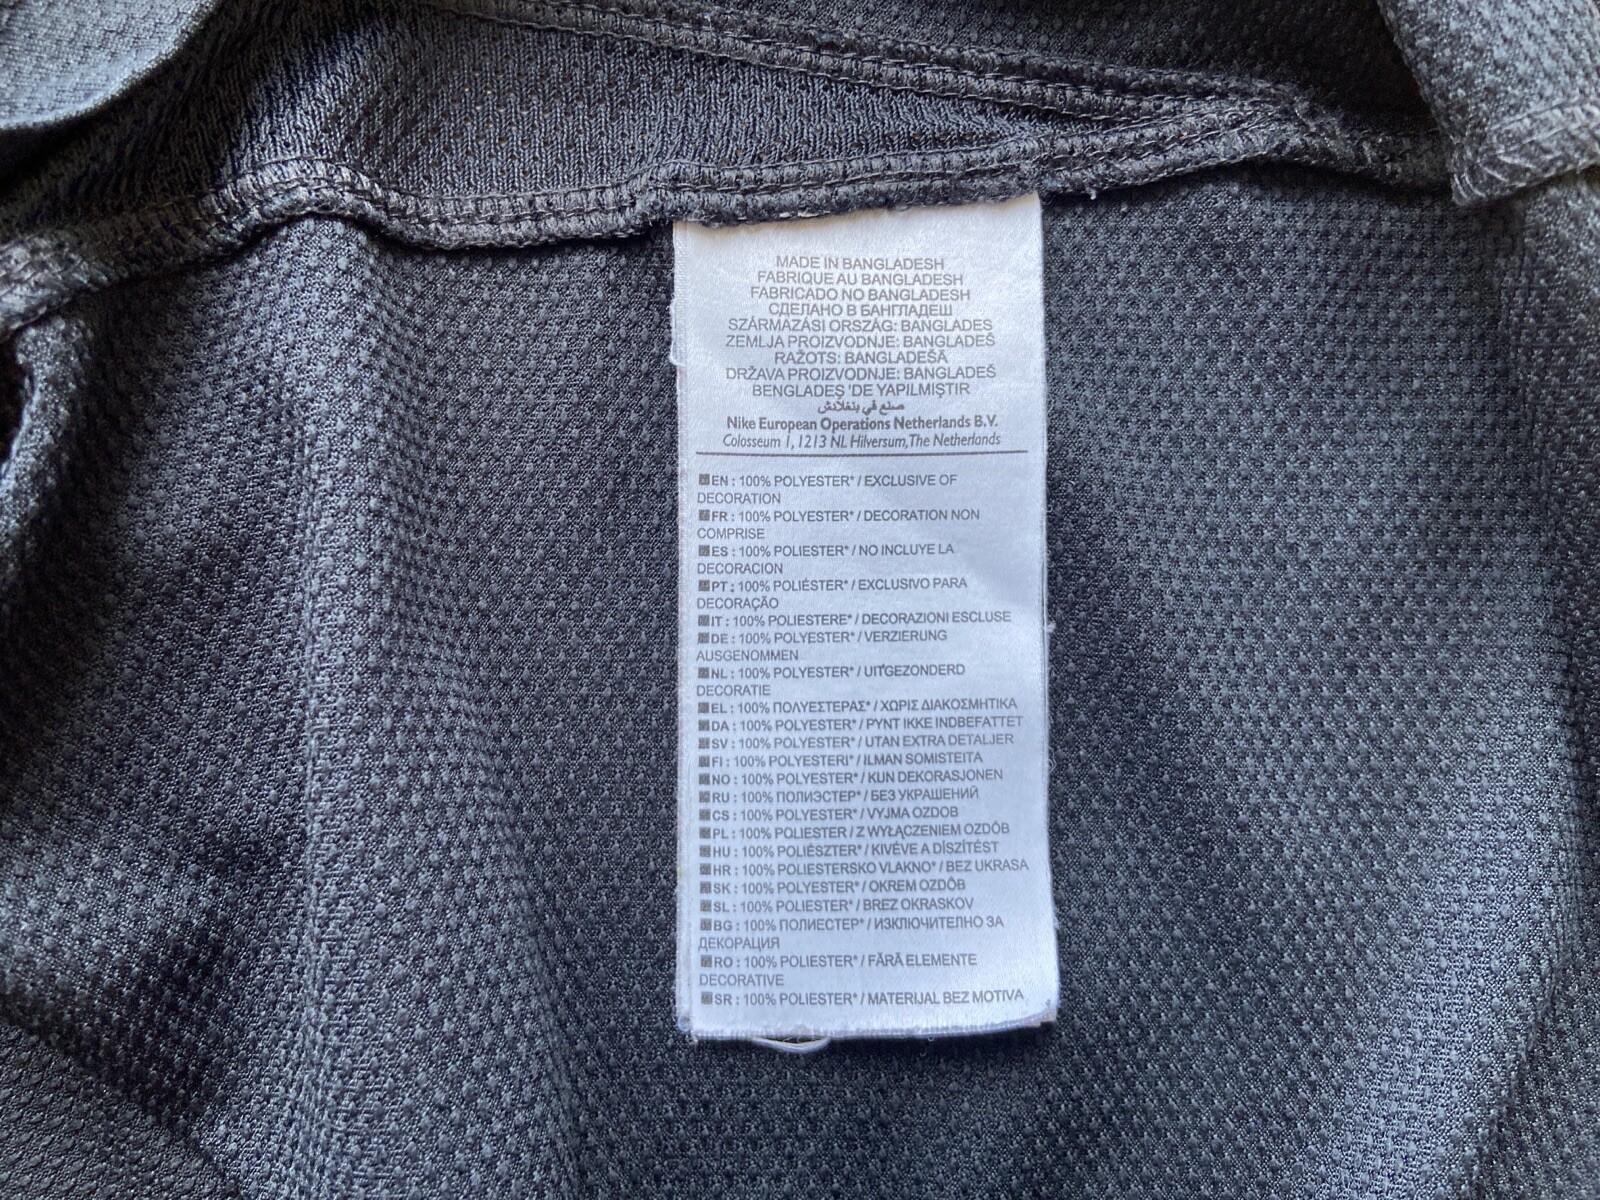 MADE IN BANGLADESH
FABRIQUE AU BANGLADESH
FABRICADO NO BANGLADESH
СДЕЛАНО В БАНГЛАДЕШ
SZÁRMAZÁSI ORSZÁG: BANGLADES
ZEMLJA PROIZVODNJE: BANGLADEŠ
RAŽOTS: BANGLADEŠĀ
DRŽAVA PROIZVODNJE: BANGLADEŠ
BENGLADEŞ 'DE YAPILMIŞTIR
صنع في بنغلادش
Nike European Operations Netherlands B.V.
Colosseum 1, 1213 NL Hilversum, The Netherlands
EN : 100% POLYESTER* / EXCLUSIVE OF
DECORATION
FR : 100% POLYESTER* / DECORATION NON
COMPRISE
ES : 100% POLIESTER* / NO INCLUYE LA
DECORACION
PT : 100% POLIÉSTER* / EXCLUSIVO PARA
DECORAÇÃO
IT : 100% POLIESTERE* / DECORAZIONI ESCLUSE
DE : 100% POLYESTER* / VERZIERUNG
AUSGENOMMEN
NL : 100% POLYESTER* / UITGEZONDERD
DECORATIE
EL : 100% ΠΟΛΥΕΣΤΕΡΑΣ* / ΧΩΡΙΣ ΔΙΑΚΟΣΜΗΤΙΚΑ
DA : 100% POLYESTER* / PYNT IKKE INDBEFATTET
SV : 100% POLYESTER* / UTAN EXTRA DETALJER
FI : 100% POLYESTERI* / ILMAN SOMISTEITA
NO : 100% POLYESTER* / KUN DEKORASJONEN
RU : 100% ПОЛИЭСТЕР* / БЕЗ УКРАШЕНИЙ
CS : 100% POLYESTER* / VYJMA OZDOB
PL : 100% POLIESTER / Z WYŁĄCZENIEM OZDÓB
HU : 100% POLIÉSZTER* / KIVÉVE A DÍSZÍTÉST
HR : 100% POLIESTERSKO VLAKNO* / BEZ UKRASA
SK : 100% POLYESTER* / OKREM OZDÔB
SL : 100% POLIESTER* / BREZ OKRASKOV
BG : 100% ПОЛИЕСТЕР* / ИЗКЛЮЧИТЕЛНО ЗА
ДЕКОРАЦИЯ
RO : 100% POLIESTER* / FĂRĂ ELEMENTE
DECORATIVE
SR : 100% POLIESTER* / MATERIJAL BEZ MOTIVA